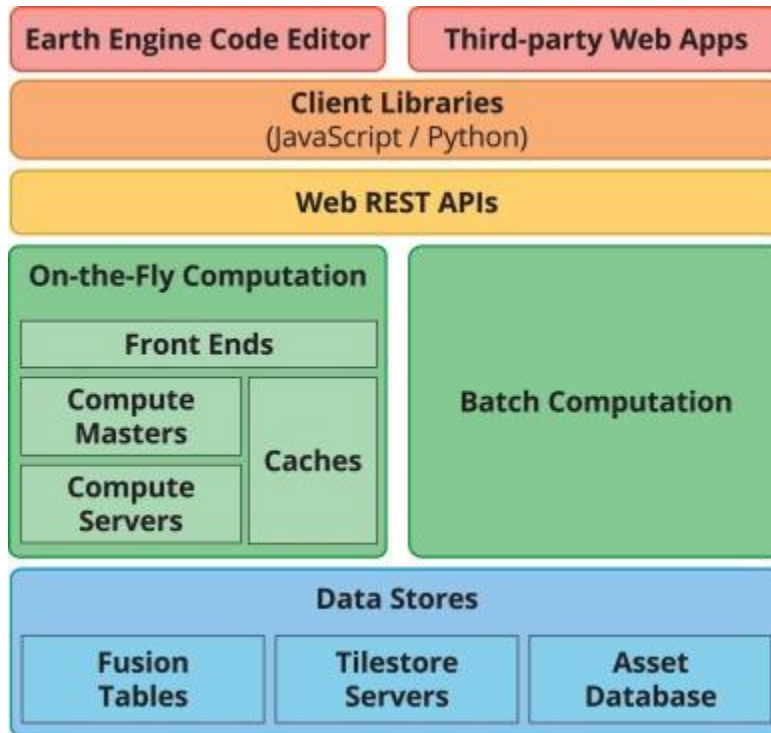 Earth Engine Code Editor
Third-party Web Apps
Client Libraries
(JavaScript / Python)
Web REST APIs
On-the-Fly Computation
Front Ends
Compute
Masters
Compute
Servers
Caches
Batch Computation
Data Stores
Fusion
Tables
Tilestore
Servers
Asset
Database